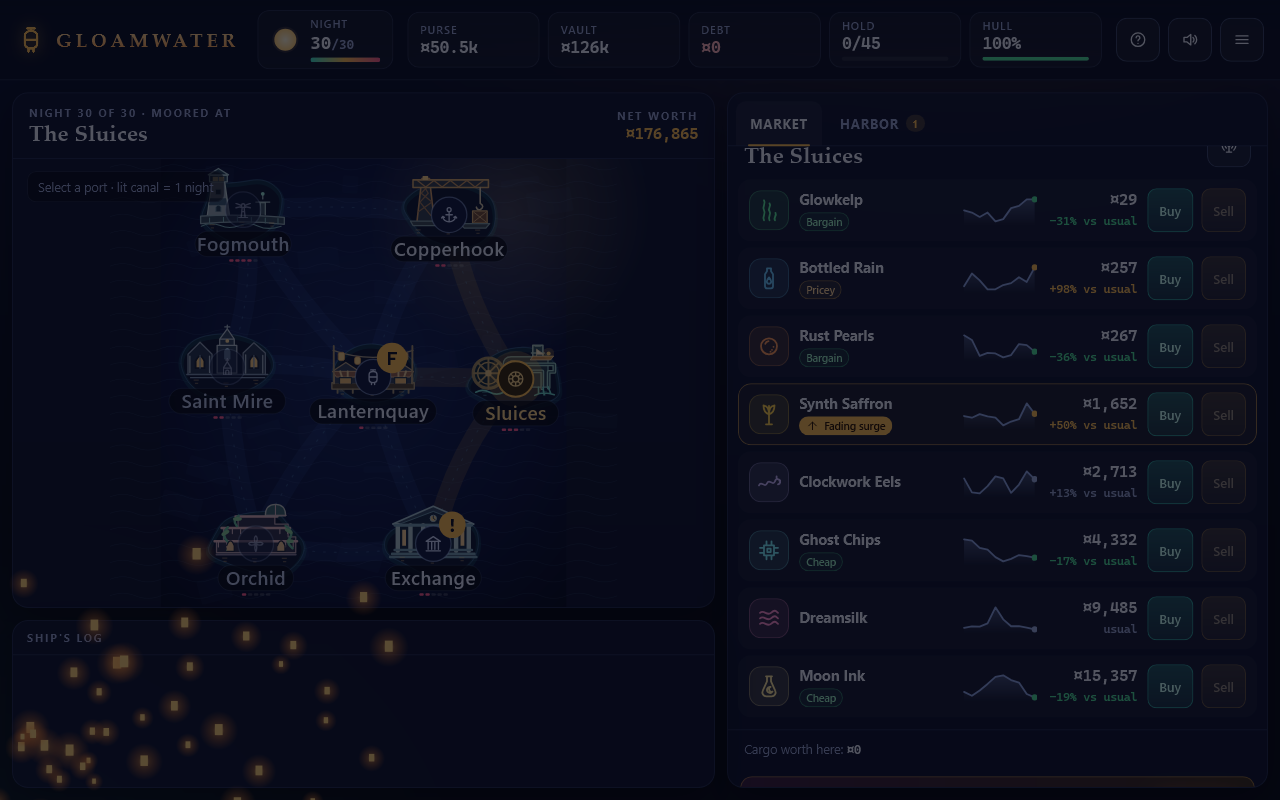 GLOAMWATER
NIGHT
30/30
PURSE
¤50.5k
VAULT
¤126k
DEBT
¤0
HOLD
0/45
HULL
100%
NIGHT 30 OF 30 · MOORED AT
The Sluices
NET WORTH
¤176,865
Select a port · lit canal = 1 night
Fogmouth
Copperhook
Saint Mire
F
Lanternquay
Sluices
Orchid
!
Exchange
SHIP'S LOG
MARKET
HARBOR 1
The Sluices
Glowkelp
Bargain
¤29
−31% vs usual
Buy
Sell
Bottled Rain
Pricey
¤257
+98% vs usual
Buy
Sell
Rust Pearls
Bargain
¤267
−36% vs usual
Buy
Sell
Synth Saffron
↑ Fading surge
¤1,652
+50% vs usual
Buy
Sell
Clockwork Eels
¤2,713
+13% vs usual
Buy
Sell
Ghost Chips
Cheap
¤4,332
−17% vs usual
Buy
Sell
Dreamsilk
¤9,485
usual
Buy
Sell
Moon Ink
Cheap
¤15,357
−19% vs usual
Buy
Sell
Cargo worth here: ¤0